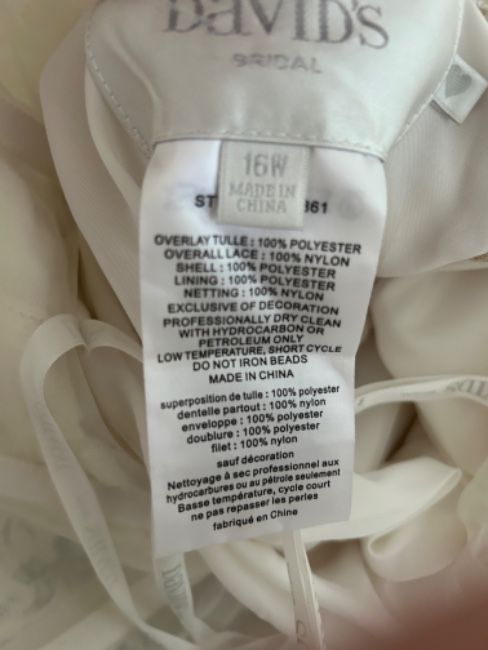 DAVID'S
BRIDAL
16W
MADE IN
CHINA
ST 861
OVERLAY TULLE : 100% POLYESTER
OVERALL LACE : 100% NYLON
SHELL : 100% POLYESTER
LINING : 100% POLYESTER
NETTING : 100% NYLON
EXCLUSIVE OF DECORATION
PROFESSIONALLY DRY CLEAN
WITH HYDROCARBON OR
PETROLEUM ONLY
LOW TEMPERATURE, SHORT CYCLE
DO NOT IRON BEADS
MADE IN CHINA
superposition de tulle : 100% polyester
dentelle partout : 100% nylon
enveloppe : 100% polyester
doublure : 100% polyester
filet : 100% nylon
sauf décoration
Nettoyage à sec professionnel aux
hydrocarbures ou au pétrole seulement
Basse température, cycle court
ne pas repasser les perles
fabriqué en Chine